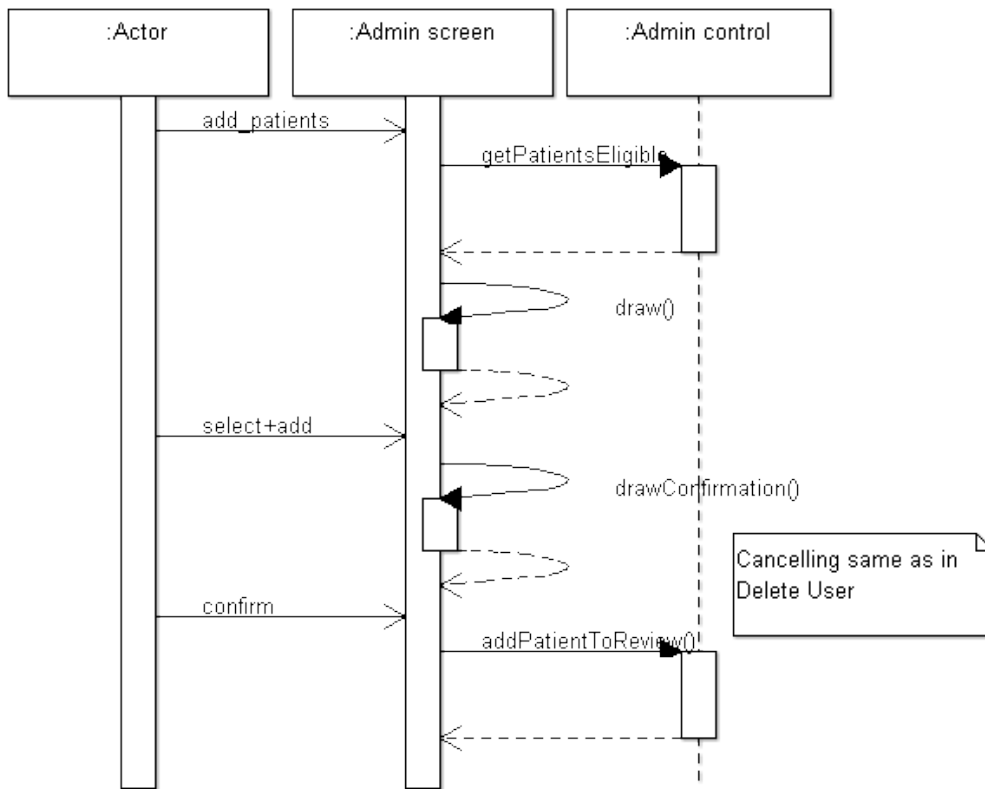 :Actor
:Admin screen
:Admin control
add_patients
getPatientsEligible
draw()
select+add
drawConfirmation()
Cancelling same as in
Delete User
confirm
addPatientToReview()